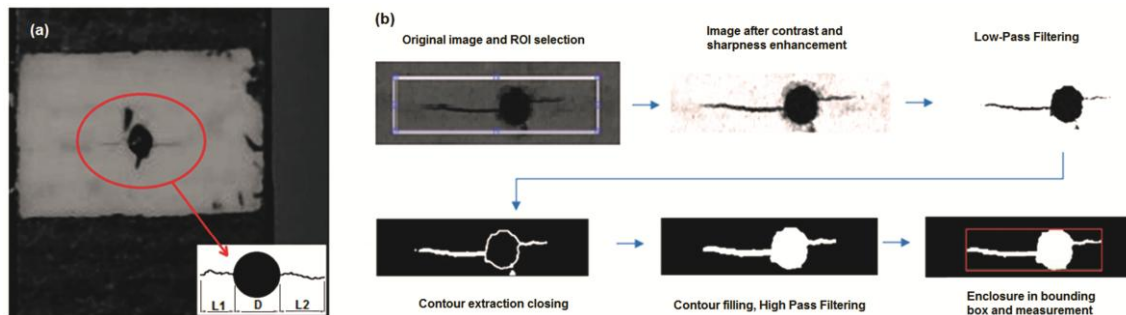 (a)
L1 D L2
(b)
Original image and ROI selection
Image after contrast and
sharpness enhancement
Low-Pass Filtering
Contour extraction closing
Contour filling, High Pass Filtering
Enclosure in bounding
box and measurement